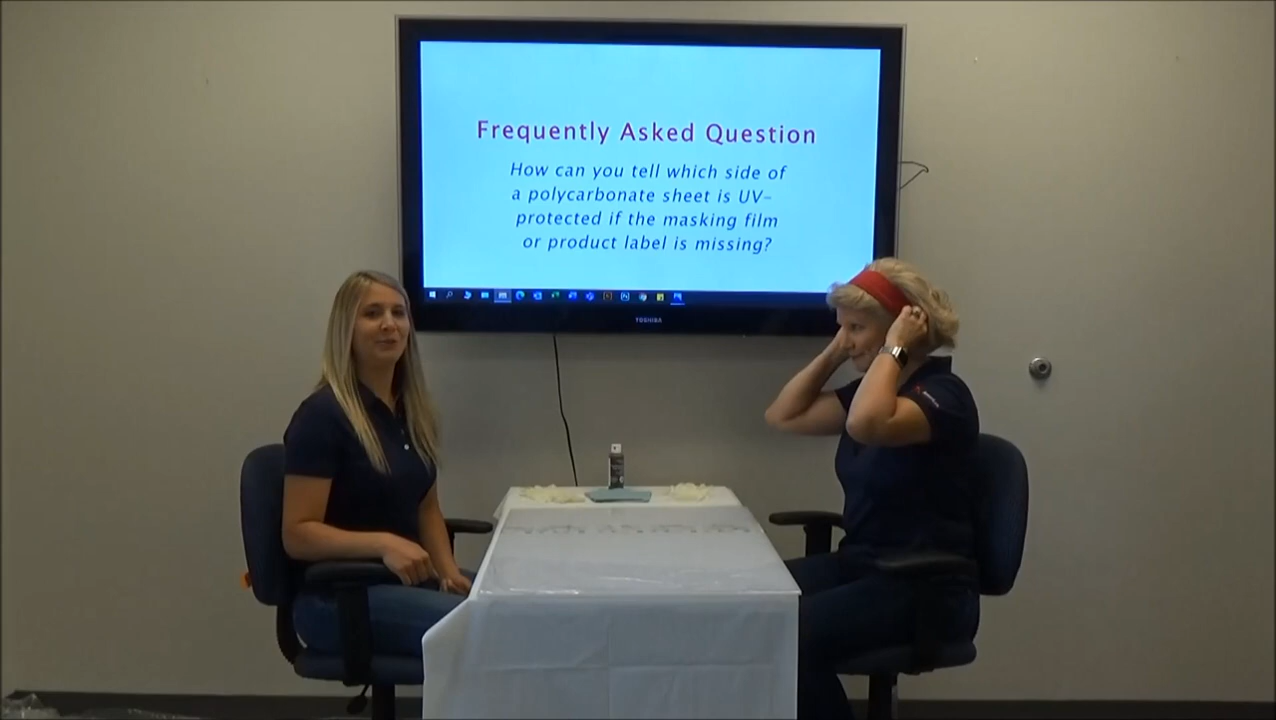 Frequently Asked Question
How can you tell which side of
a polycarbonate sheet is UV-
protected if the masking film
or product label is missing?
TOSHIBA